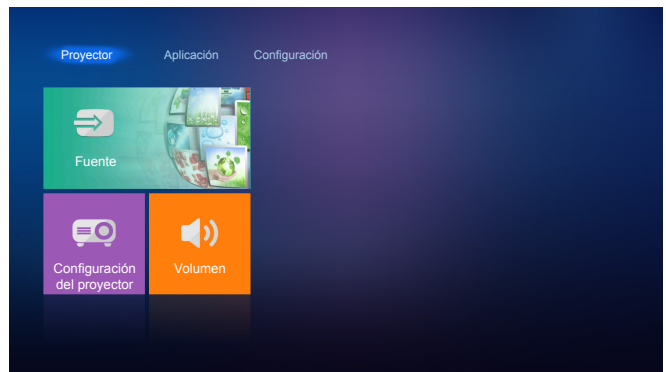 Proyector Aplicación Configuración
Fuente
Configuración Volumen
del proyector